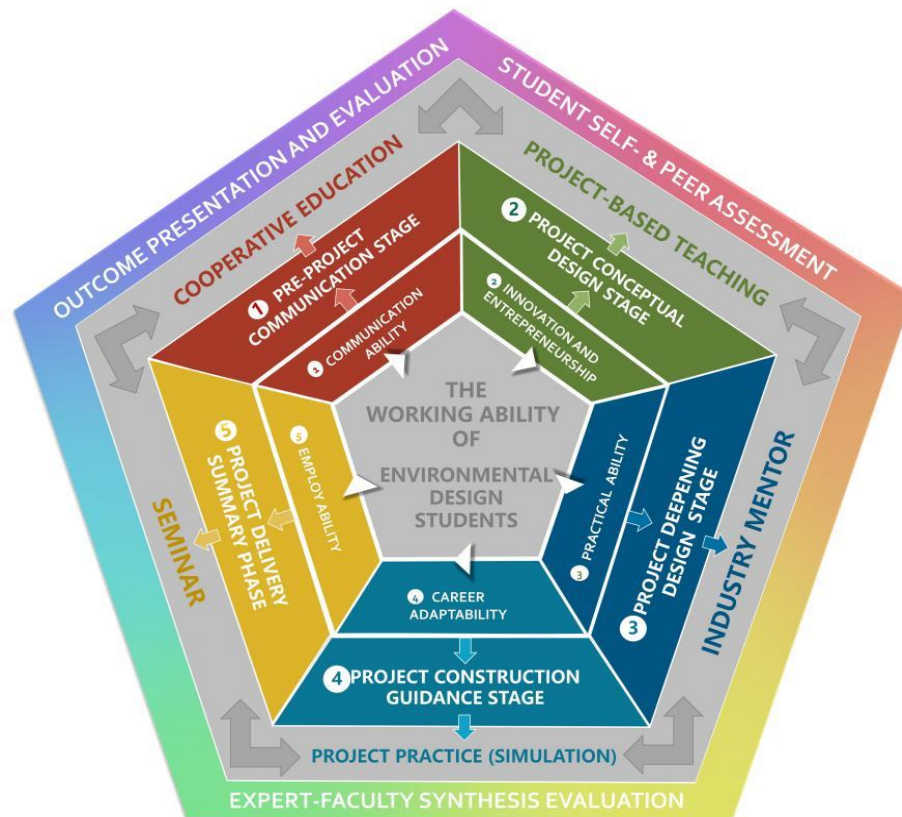 OUTCOME PRESENTATION AND EVALUATION
STUDENT SELF- & PEER ASSESSMENT
COOPERATIVE EDUCATION
PROJECT-BASED TEACHING
1 PRE-PROJECT
COMMUNICATION STAGE
2 PROJECT CONCEPTUAL
DESIGN STAGE
1 COMMUNICATION
ABILITY
2 INNOVATION AND
ENTREPRENEURSHIP
THE
WORKING ABILITY
OF
ENVIRONMENTAL
DESIGN
STUDENTS
5 EMPLOY ABILITY
5 PROJECT DELIVERY
SUMMARY PHASE
SEMINAR
3 PRACTICAL ABILITY
3 PROJECT DEEPENING
DESIGN STAGE
INDUSTRY MENTOR
4 CAREER
ADAPTABILITY
4 PROJECT CONSTRUCTION
GUIDANCE STAGE
PROJECT PRACTICE (SIMULATION)
EXPERT-FACULTY SYNTHESIS EVALUATION